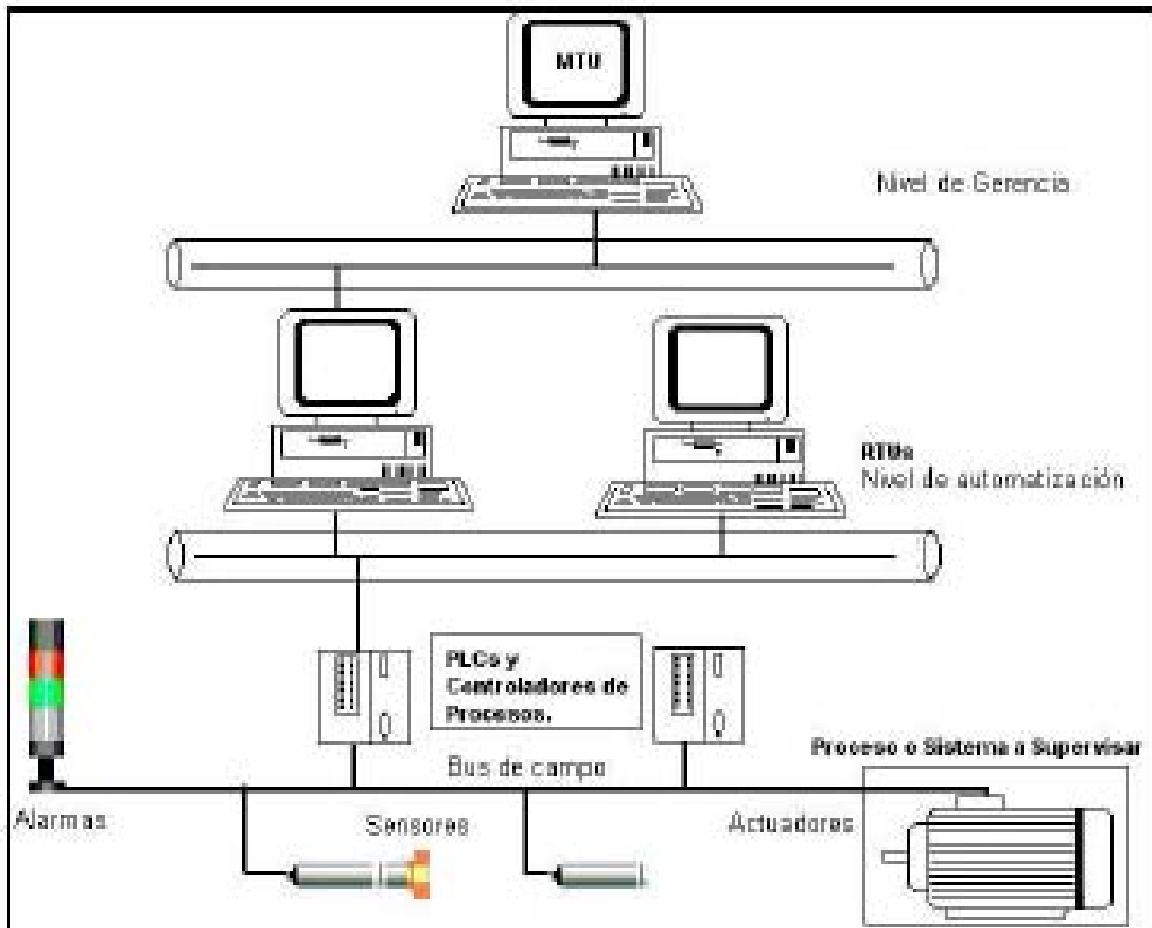 MTU
Nivel de Gerencia
RTUs
Nivel de automatización
PLCs y
Controladores de
Procesos.
Proceso o Sistema a Supervisar
Bus de campo
Alarmas
Sensores
Actuadores